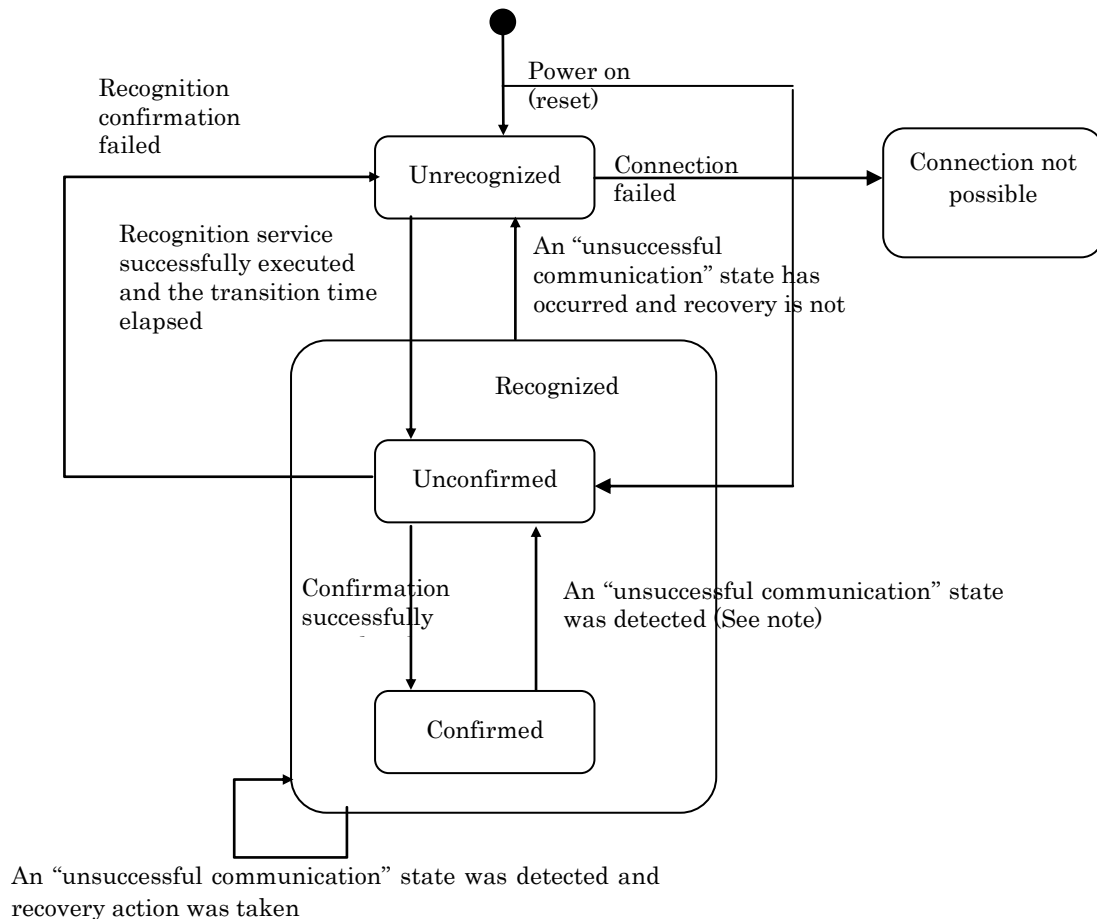 Power on
(reset)
Recognition
confirmation
failed
Unrecognized
Connection
failed
Connection not
possible
Recognition service
successfully executed
and the transition time
elapsed
An “unsuccessful
communication” state has
occurred and recovery is not
Recognized
Unconfirmed
Confirmation
successfully
An “unsuccessful communication” state
was detected (See note)
Confirmed
An “unsuccessful communication” state was detected and
recovery action was taken